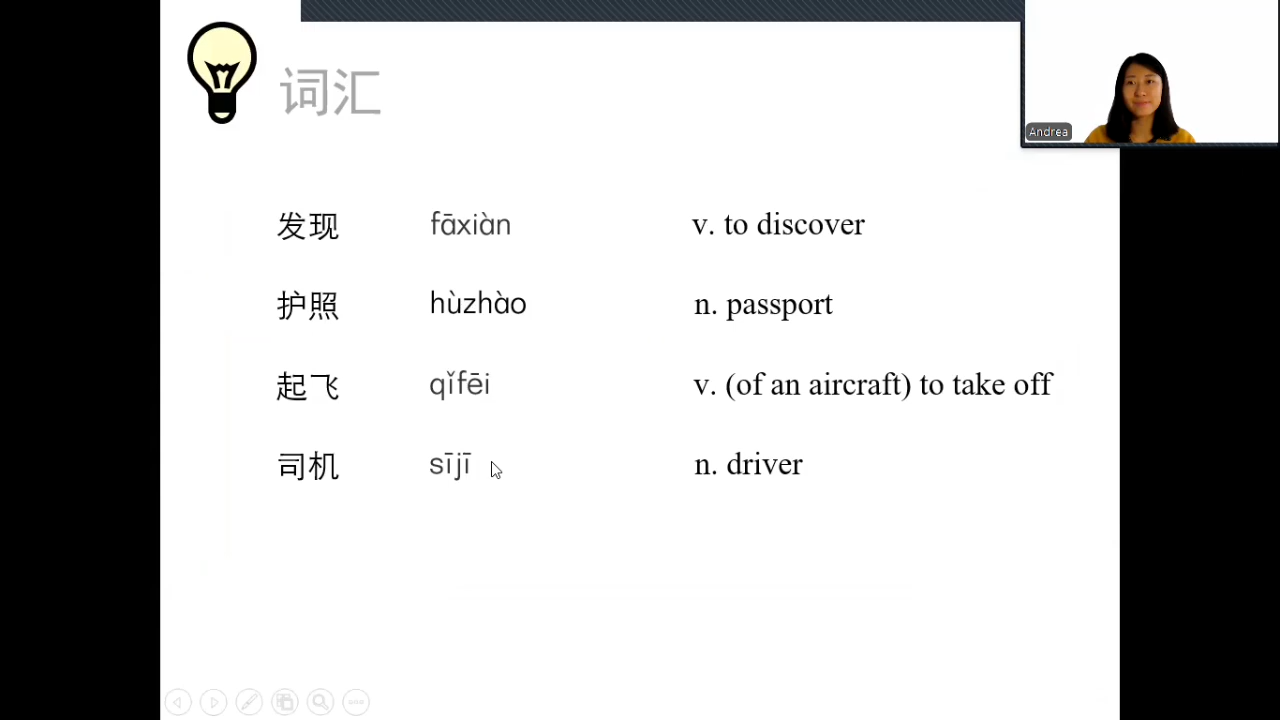 词汇
Andrea
发现 fāxiàn v. to discover
护照 hùzhào n. passport
起飞 qǐfēi v. (of an aircraft) to take off
司机 sījī n. driver